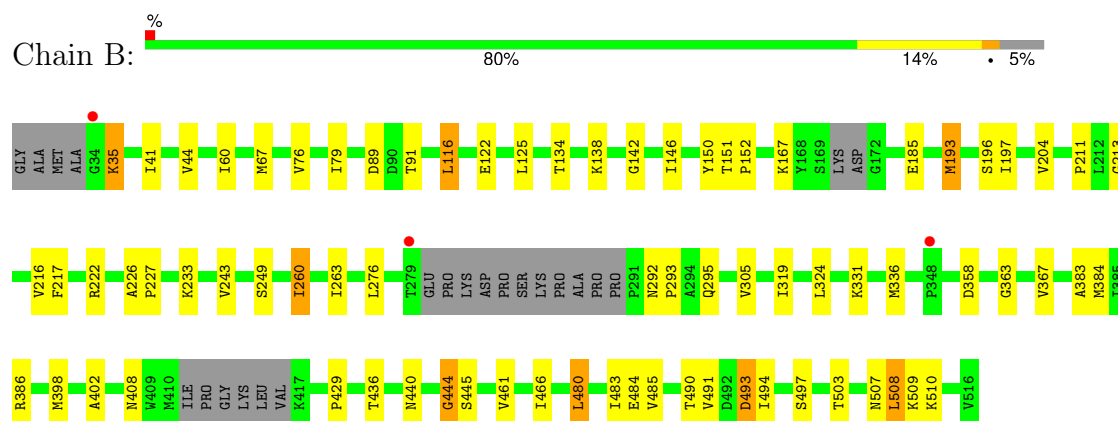 %
Chain B:
80% 14% • 5%
GLY ALA MET ALA G34 K35 I41 V44 I60 M67 V76 I79 D89 D90 T91 L116 E122 L125 T134 K138 G142 I146 Y150 T151 P152 K167 Y168 S169 LYS ASP G172 E185 M193 S196 I197 V204 P211 L212 G213
V216 F217 R222 A226 P227 K233 V243 S249 I260 I263 L276 T279 GLU PRO LYS ASP PRO SER LYS PRO ALA PRO PRO P291 N292 P293 A294 Q295 V305 I319 L324 K331 M336 P348 D358 G363 V367 A383 M384 I385
R386 M398 A402 N408 W409 M410 ILE PRO GLY LYS LEU VAL K417 P429 T436 N440 G444 S445 V461 I466 L480 I483 E484 V485 T490 V491 D492 D493 I494 S497 T503 N507 L508 K509 K510 V516